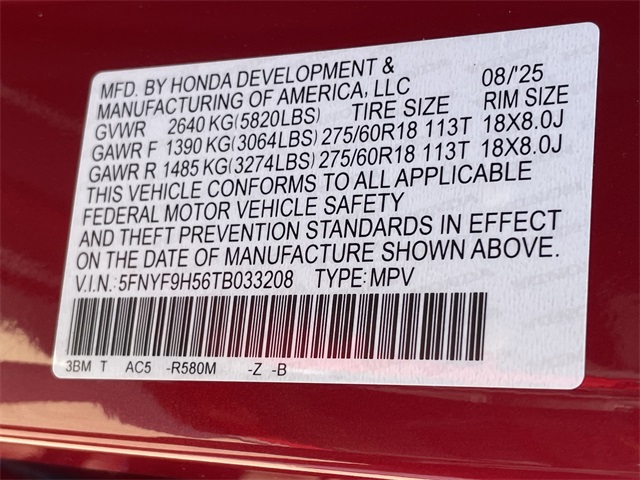 MFD. BY HONDA DEVELOPMENT & 08/'25
MANUFACTURING OF AMERICA, LLC
GVWR 2640 KG(5820LBS) TIRE SIZE RIM SIZE
GAWR F 1390 KG(3064LBS) 275/60R18 113T 18X8.0J
GAWR R 1485 KG(3274LBS) 275/60R18 113T 18X8.0J
THIS VEHICLE CONFORMS TO ALL APPLICABLE
FEDERAL MOTOR VEHICLE SAFETY
AND THEFT PREVENTION STANDARDS IN EFFECT
ON THE DATE OF MANUFACTURE SHOWN ABOVE.
V.I.N.: 5FNYF9H56TB033208 TYPE: MPV
3BM T AC5 -R580M -Z -B